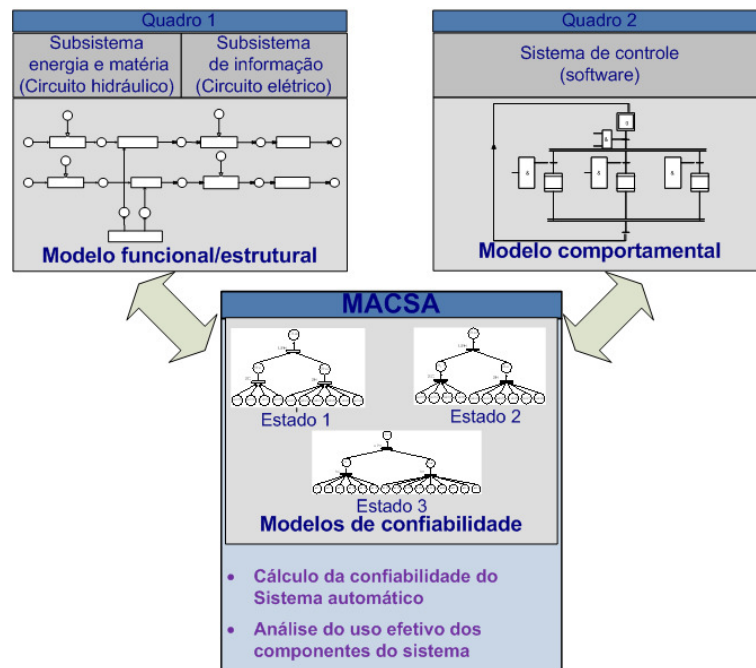 Quadro 1
Subsistema
energia e matéria
(Circuito hidráulico)
Subsistema
de informação
(Circuito elétrico)
Modelo funcional/estrutural
Quadro 2
Sistema de controle
(software)
&
&
&
&
Modelo comportamental
MACSA
Estado 1
Estado 2
Estado 3
Modelos de confiabilidade
• Cálculo da confiabilidade do
Sistema automático
• Análise do uso efetivo dos
componentes do sistema